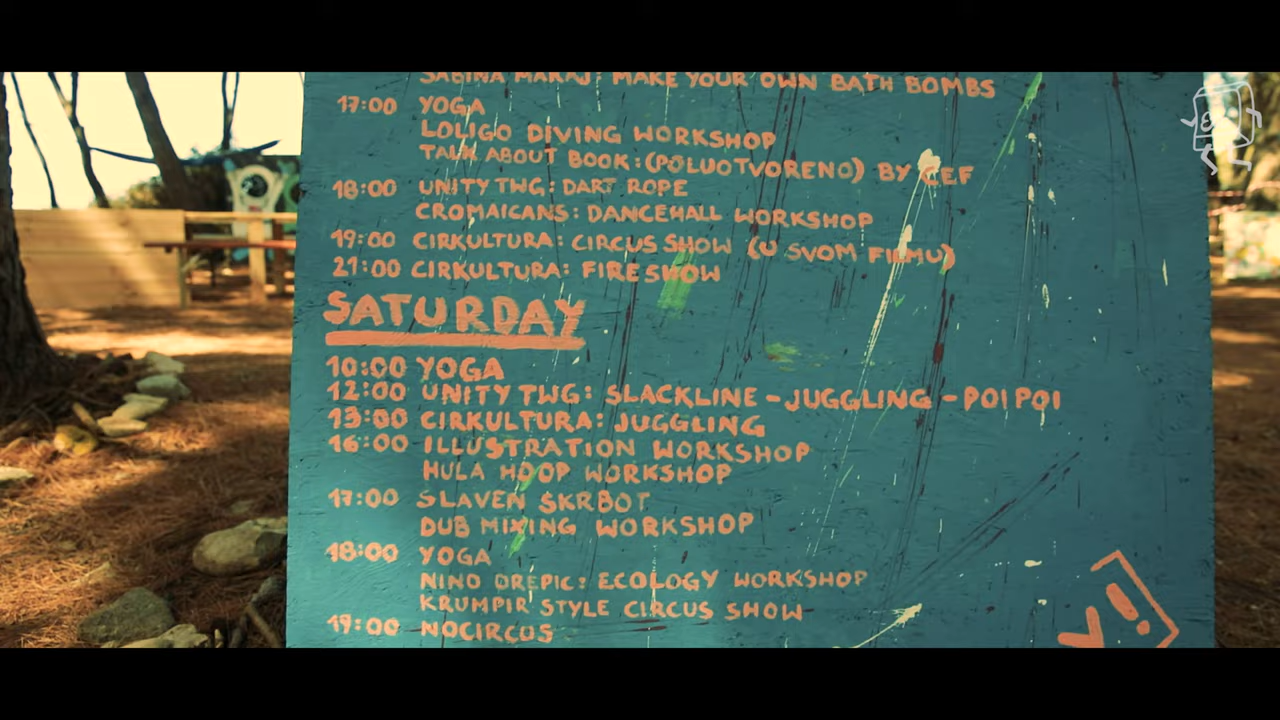 SABINA MARAJ: MAKE YOUR OWN BATH BOMBS
17:00 YOGA
LOLIGO DIVING WORKSHOP
TALK ABOUT BOOK: (POLUOTVORENO) BY CEF
18:00 UNITY TWG: DART ROPE
CROMAICANS: DANCEHALL WORKSHOP
19:00 CIRKULTURA: CIRCUS SHOW (U SVOM FILMU)
21:00 CIRKULTURA: FIRESHOW
SATURDAY
10:00 YOGA
12:00 UNITY TWG: SLACKLINE - JUGGLING - POI POI
13:00 CIRKULTURA: JUGGLING
16:00 ILLUSTRATION WORKSHOP
HULA HOOP WORKSHOP
17:00 SLAVEN ŠKRBOT
DUB MIXING WORKSHOP
18:00 YOGA
NINO DREPIC: ECOLOGY WORKSHOP
KRUMPIR STYLE CIRCUS SHOW
19:00 NOCIRCUS
Y!